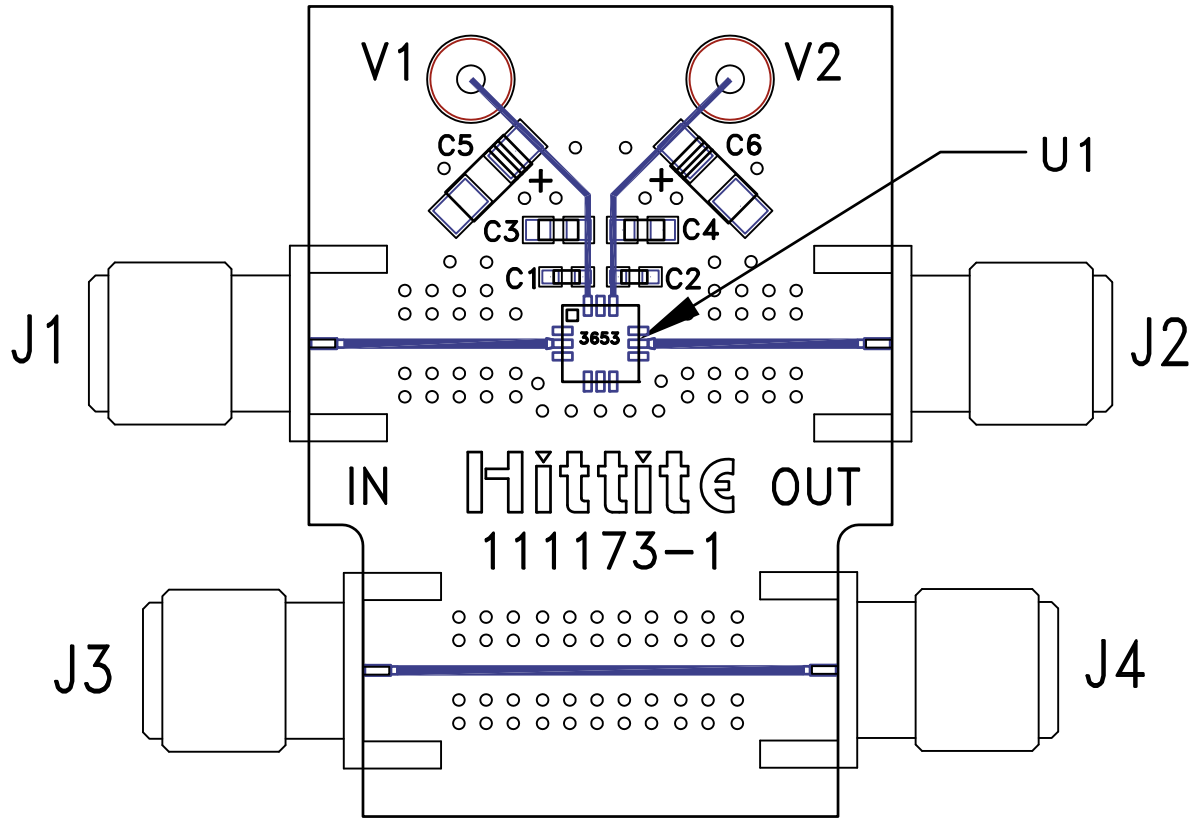 V1 V2
C5 C6
U1
+ +
C3 C4
C1 C2
J1 3653 J2
IN Hittite OUT
111173-1
J3 J4